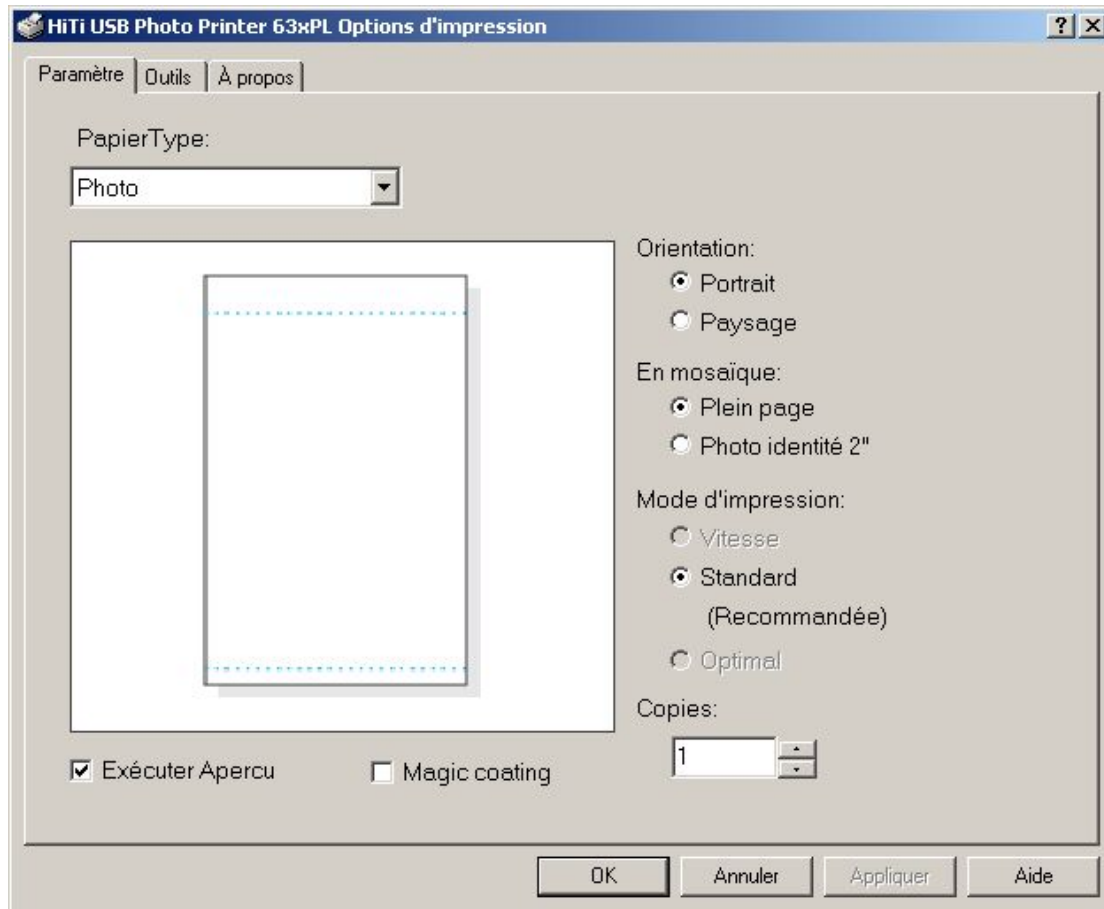 HiTi USB Photo Printer 63xPL Options d'impression
Paramètre
Outils
À propos
PapierType:
Photo
Orientation:
Portrait
Paysage
En mosaïque:
Plein page
Photo identité 2"
Mode d'impression:
Vitesse
Standard
(Recommandée)
Optimal
Copies:
1
Exécuter Apercu
Magic coating
OK
Annuler
Appliquer
Aide